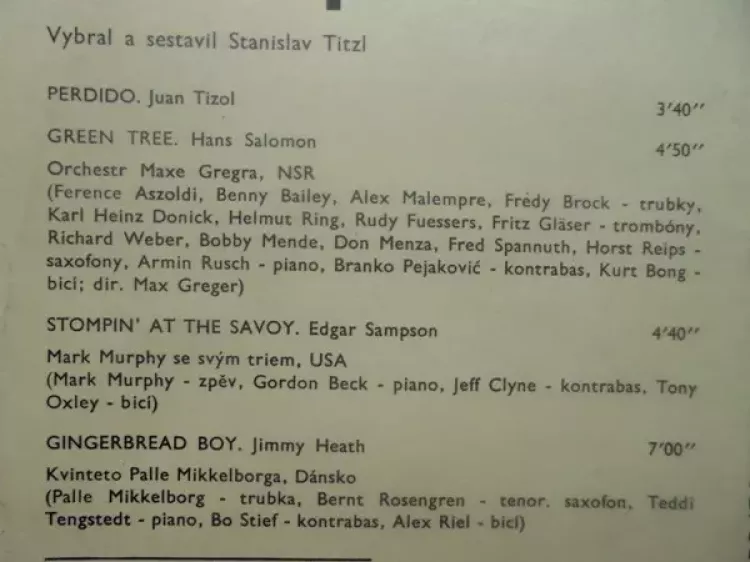 Vybral a sestavil Stanislav Titzl
PERDIDO. Juan Tizol 3′40″
GREEN TREE. Hans Salomon 4′50″
Orchestr Maxe Gregra, NSR
(Ference Aszoldi, Benny Bailey, Alex Malempre, Frédy Brock - trubky,
Karl Heinz Donick, Helmut Ring, Rudy Fuessers, Fritz Gläser - trombóny,
Richard Weber, Bobby Mende, Don Menza, Fred Spannuth, Horst Reips -
saxofony, Armin Rusch - piano, Branko Pejaković - kontrabas, Kurt Bong -
bicí; dir. Max Greger)
STOMPIN' AT THE SAVOY. Edgar Sampson 4′40″
Mark Murphy se svým triem, USA
(Mark Murphy - zpěv, Gordon Beck - piano, Jeff Clyne - kontrabas, Tony
Oxley - bicí)
GINGERBREAD BOY. Jimmy Heath 7′00″
Kvinteto Palle Mikkelborga, Dánsko
(Palle Mikkelborg - trubka, Bernt Rosengren - tenor. saxofon, Teddi
Tengstedt - piano, Bo Stief - kontrabas, Alex Riel - bicí)